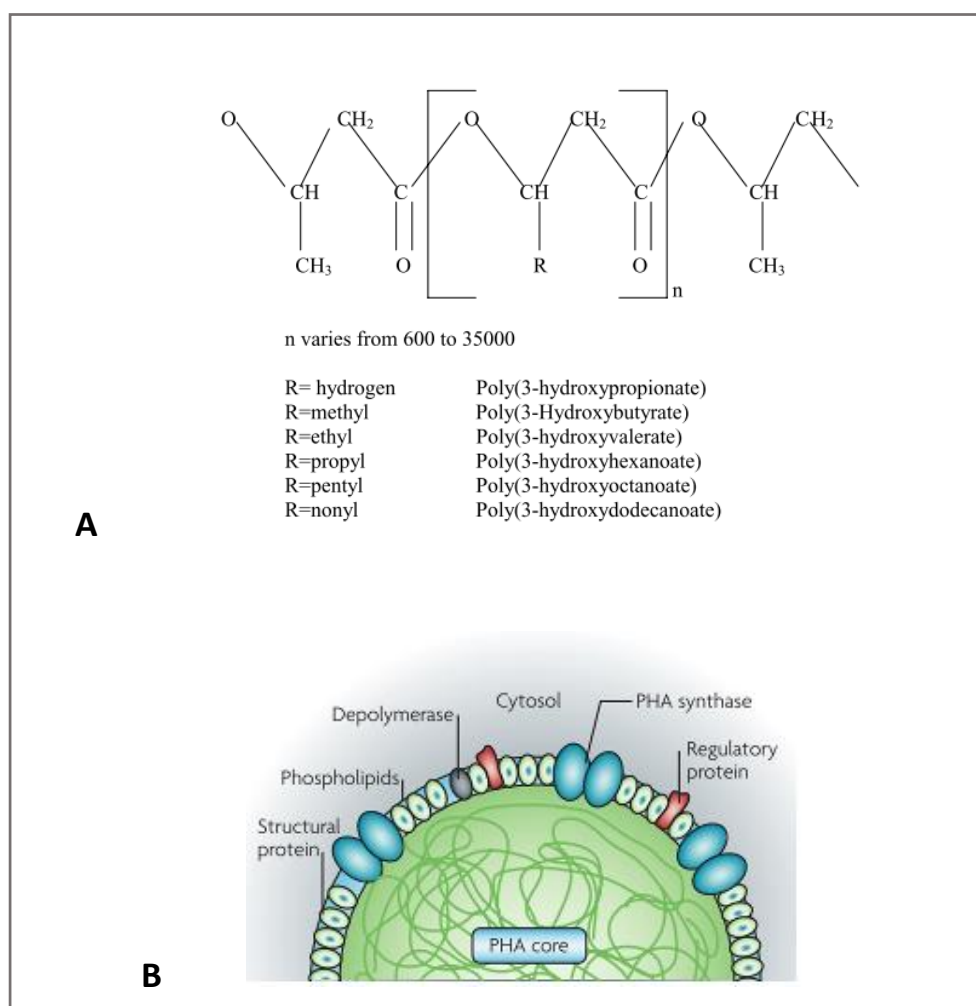 O CH2 O CH2 O CH2
CH C CH C CH
CH3 O R O CH3
n
n varies from 600 to 35000
R= hydrogen Poly(3-hydroxypropionate)
R=methyl Poly(3-Hydroxybutyrate)
R=ethyl Poly(3-hydroxyvalerate)
R=propyl Poly(3-hydroxyhexanoate)
R=pentyl Poly(3-hydroxyoctanoate)
R=nonyl Poly(3-hydroxydodecanoate)
A
Cytosol
PHA synthase
Depolymerase
Regulatory
protein
Phospholipids
Structural
protein
PHA core
B